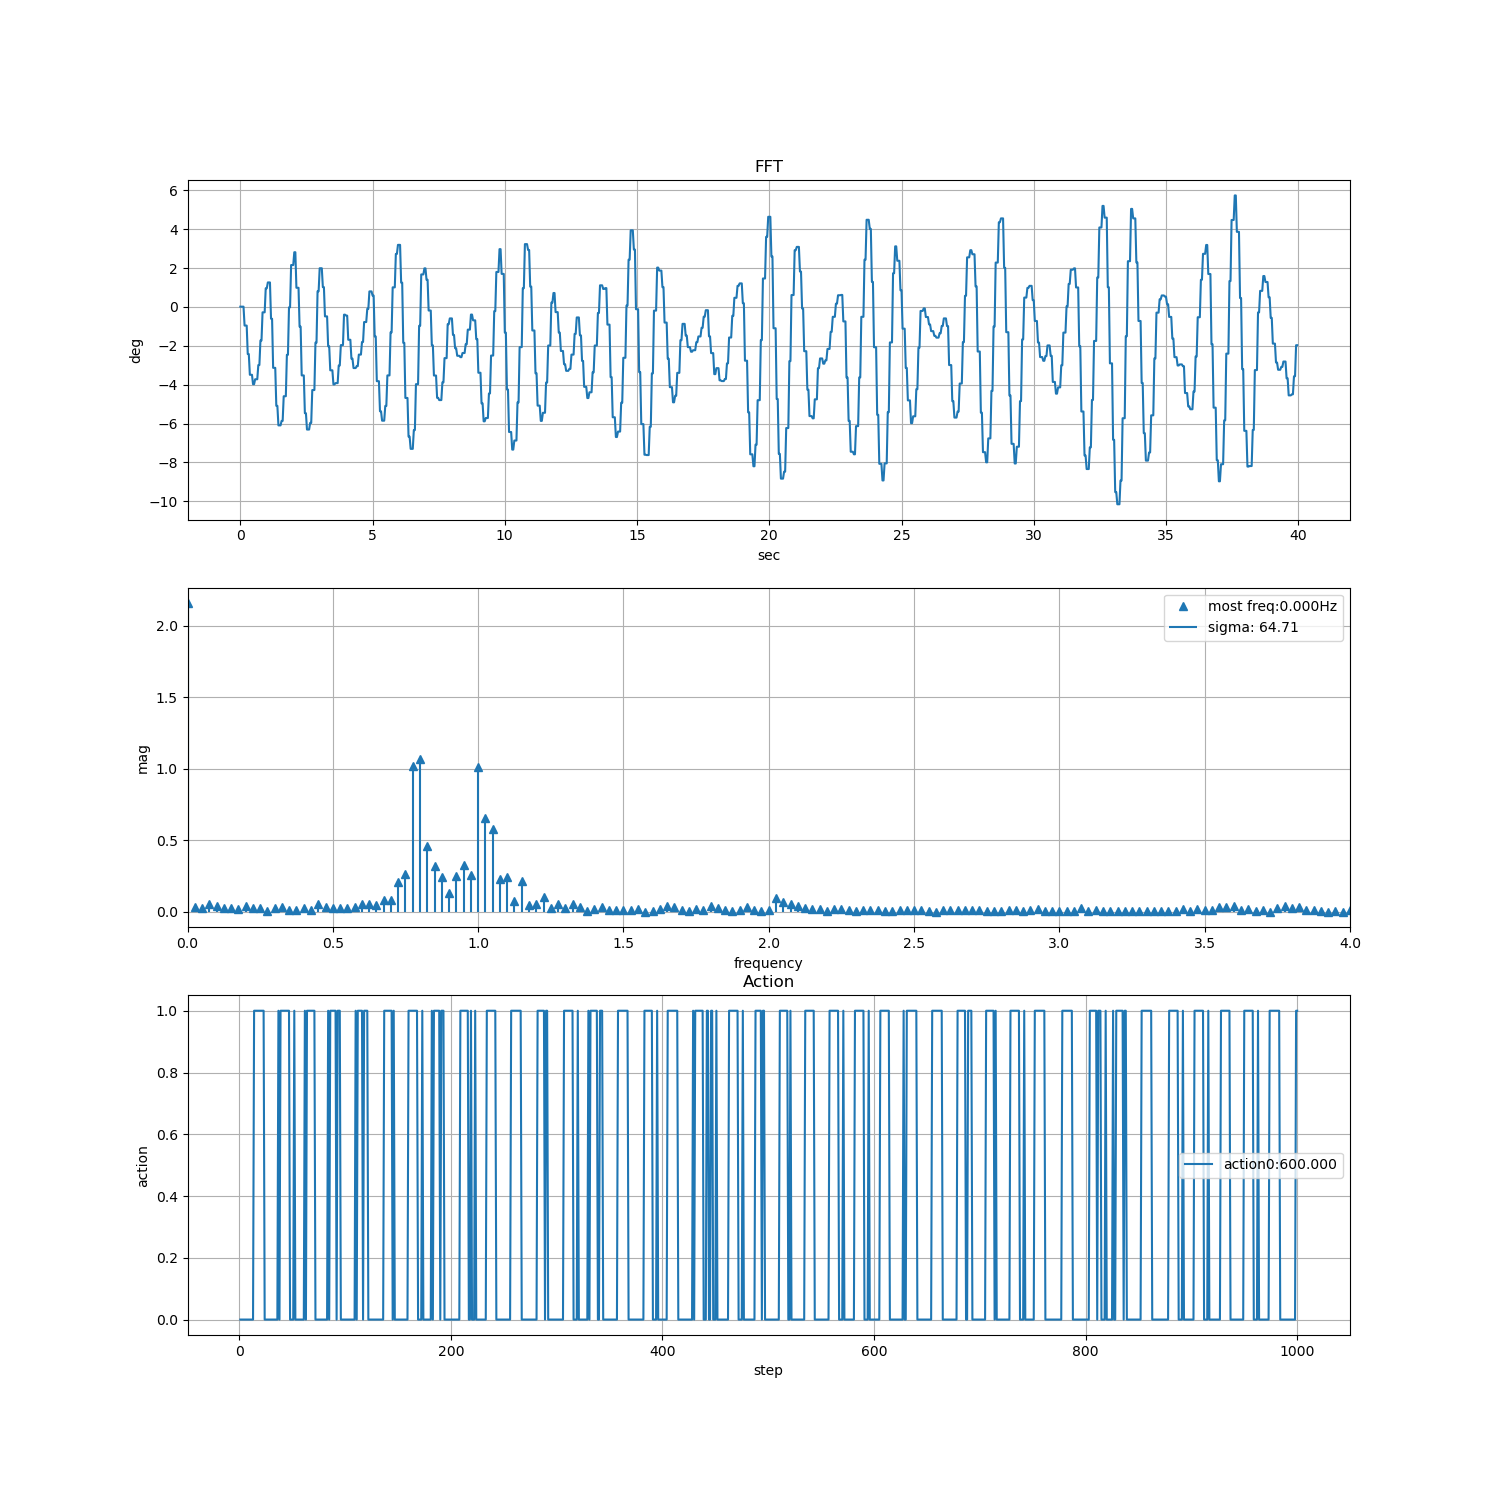 FFT
6
4
2
0
−2
−4
−6
−8
−10
deg
0 5 10 15 20 25 30 35 40
sec
2.0
1.5
1.0
0.5
0.0
mag
most freq:0.000Hz
sigma: 64.71
0.0 0.5 1.0 1.5 2.0 2.5 3.0 3.5 4.0
frequency
Action
1.0
0.8
0.6
0.4
0.2
0.0
action
action0:600.000
0 200 400 600 800 1000
step